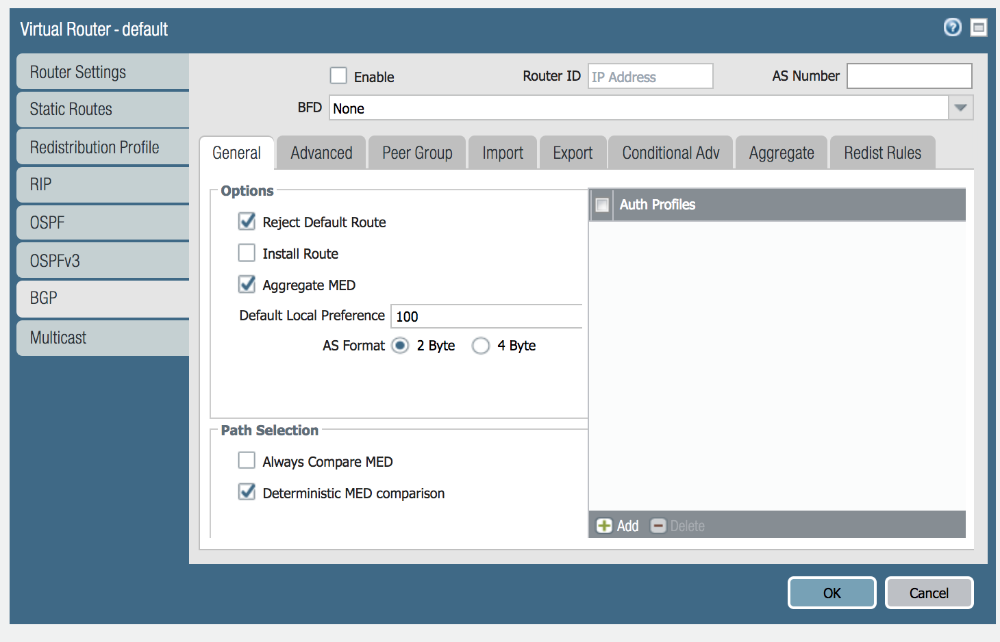 Virtual Router - default
Router Settings
Static Routes
Redistribution Profile
RIP
OSPF
OSPFv3
BGP
Multicast
Enable Router ID IP Address AS Number
BFD None
General Advanced Peer Group Import Export Conditional Adv Aggregate Redist Rules
Options
Reject Default Route
Install Route
Aggregate MED
Default Local Preference 100
AS Format 2 Byte 4 Byte
Path Selection
Always Compare MED
Deterministic MED comparison
Auth Profiles
Add Delete
OK Cancel